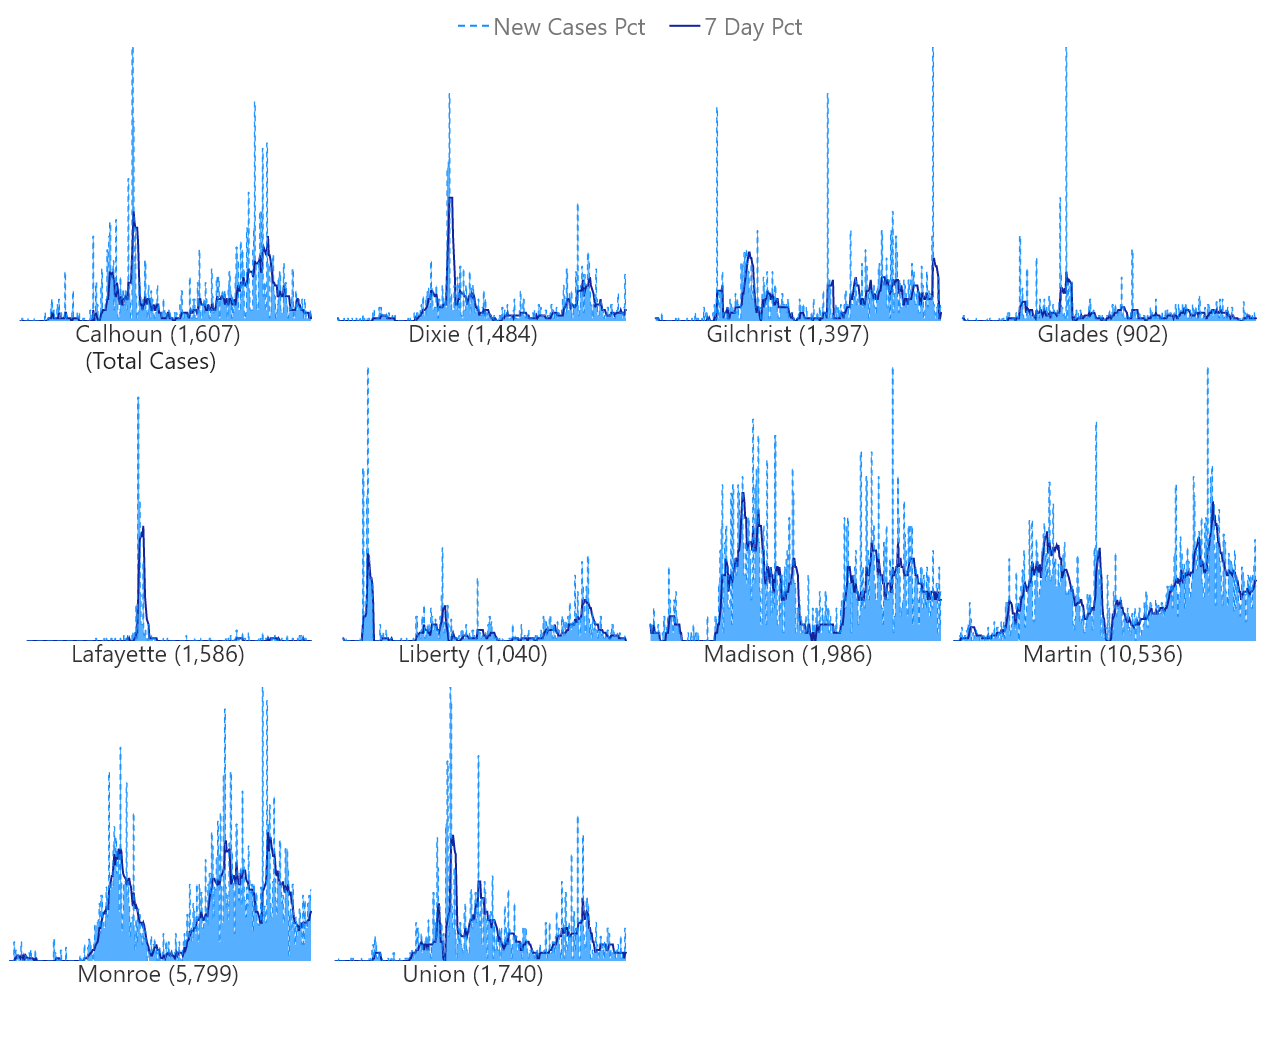 New Cases Pct 7 Day Pct
Calhoun (1,607) Dixie (1,484) Gilchrist (1,397) Glades (902)
(Total Cases)
Lafayette (1,586) Liberty (1,040) Madison (1,986) Martin (10,536)
Monroe (5,799) Union (1,740)